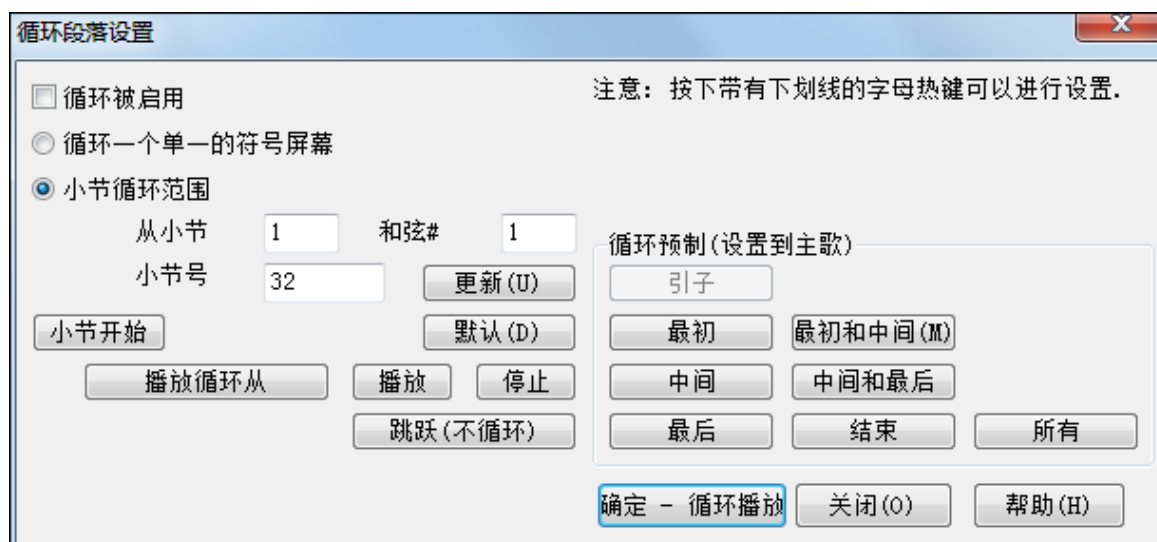 循环段落设置
循环被启用
注意: 按下带有下划线的字母热键可以进行设置.
循环一个单一的符号屏幕
小节循环范围
从小节 1 和弦# 1
小节号 32 更新(U)
小节开始 默认(D)
播放循环从 播放 停止
跳跃(不循环)
循环预制(设置到主歌)
引子
最初 最初和中间(M)
中间 中间和最后
最后 结束 所有
确定 - 循环播放 关闭(O) 帮助(H)